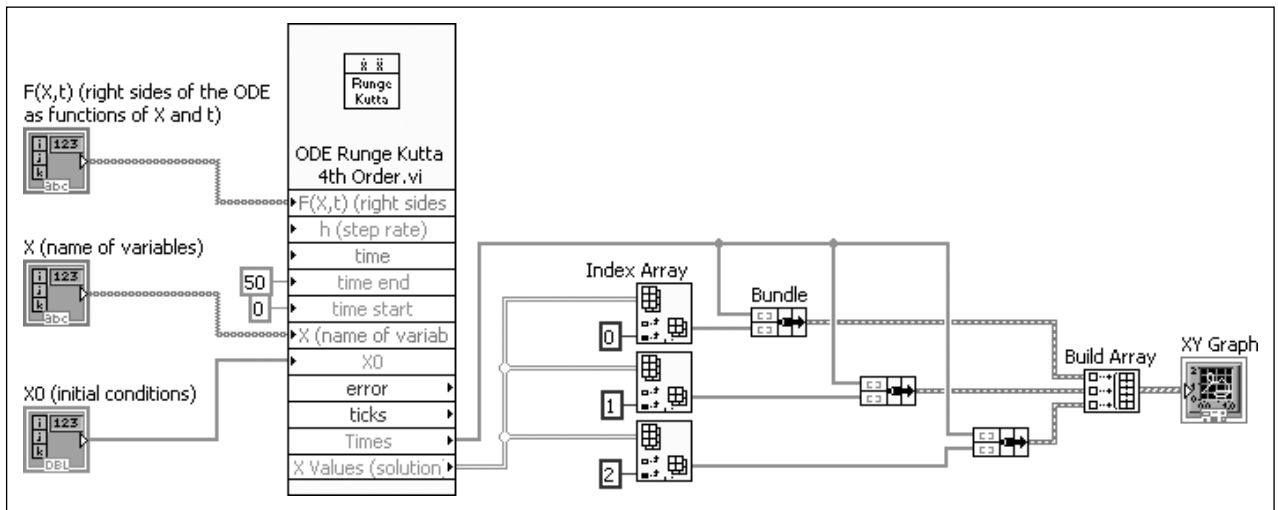 F(X,t) (right sides of the ODE
as functions of X and t)
i
j
k
123
abc
X (name of variables)
i
j
k
123
abc
X0 (initial conditions)
i
j
k
123
DBL
Runge
Kutta
ODE Runge Kutta
4th Order.vi
F(X,t) (right sides
h (step rate)
time
50
time end
0
time start
X (name of variab
X0
error
ticks
Times
X Values (solution)
Index Array
0
1
2
Bundle
Build Array
XY Graph